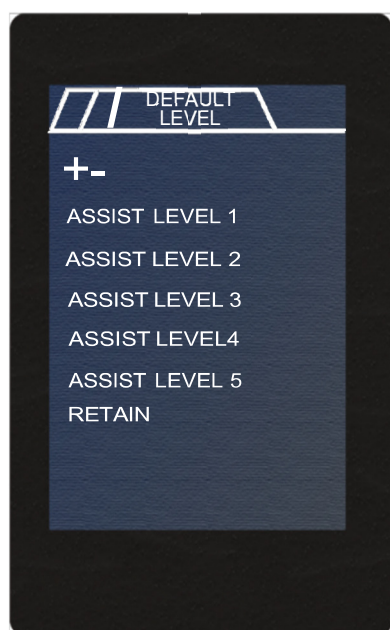 DEFAULT
LEVEL
+-
ASSIST LEVEL 1
ASSIST LEVEL 2
ASSIST LEVEL 3
ASSIST LEVEL4
ASSIST LEVEL 5
RETAIN